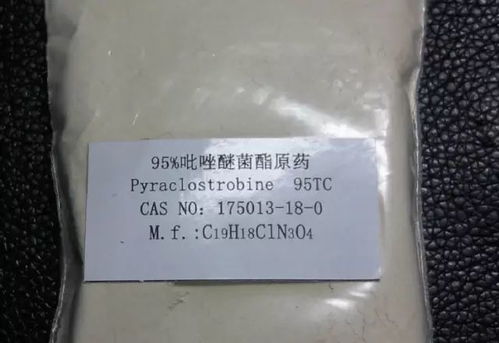 95%吡唑醚菌酯原药
Pyraclostrobine 95TC
CAS NO: 175013-18-0
M.f.:C19H18ClN3O4